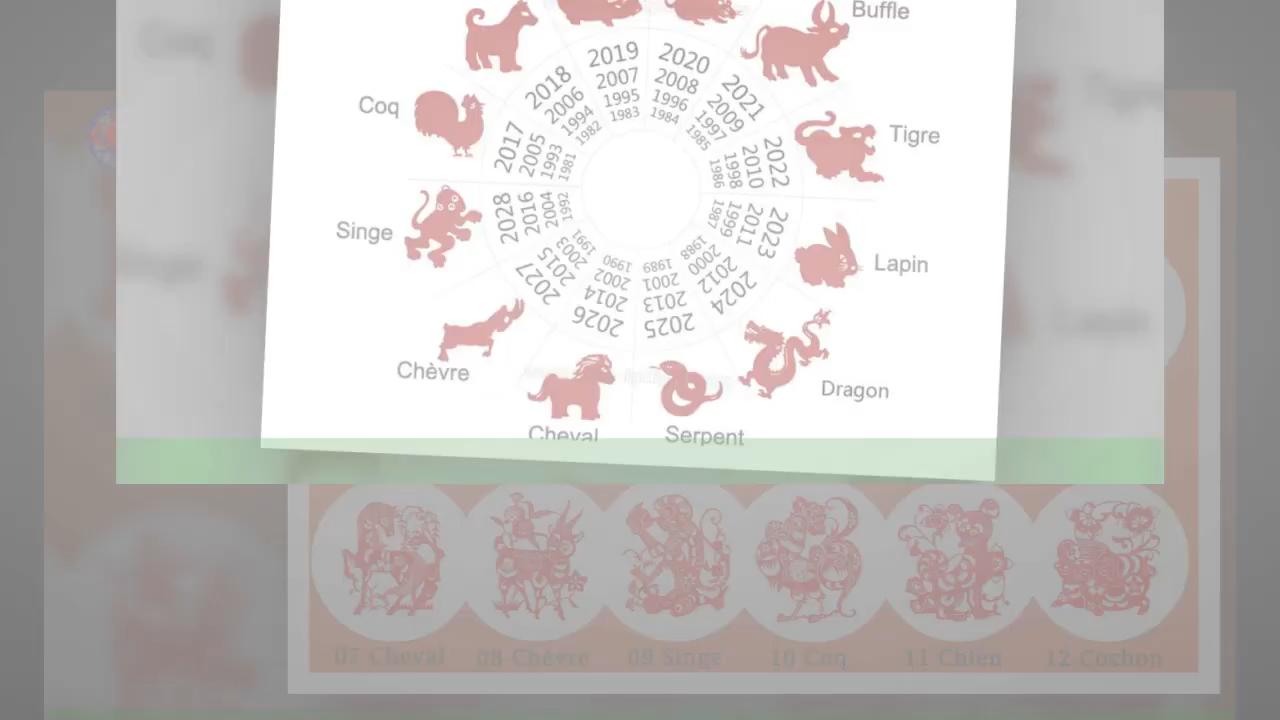 Buffle
Tigre
Lapin
Dragon
Serpent
Cheval
Chèvre
Singe
Coq
2019 2007 1995 1983
2020 2008 1996 1984
2021 2009 1997 1985
2022 2010 1998 1986
2023 2011 1999 1987
2024 2012 2000 1988
2025 2013 2001 1989
2026 2014 2002 1990
2027 2015 2003 1991
2028 2016 2004 1992
2017 2005 1993 1981
2018 2006 1994 1982
07 Cheval 08 Chèvre 09 Singe 10 Coq 11 Chien 12 Cochon